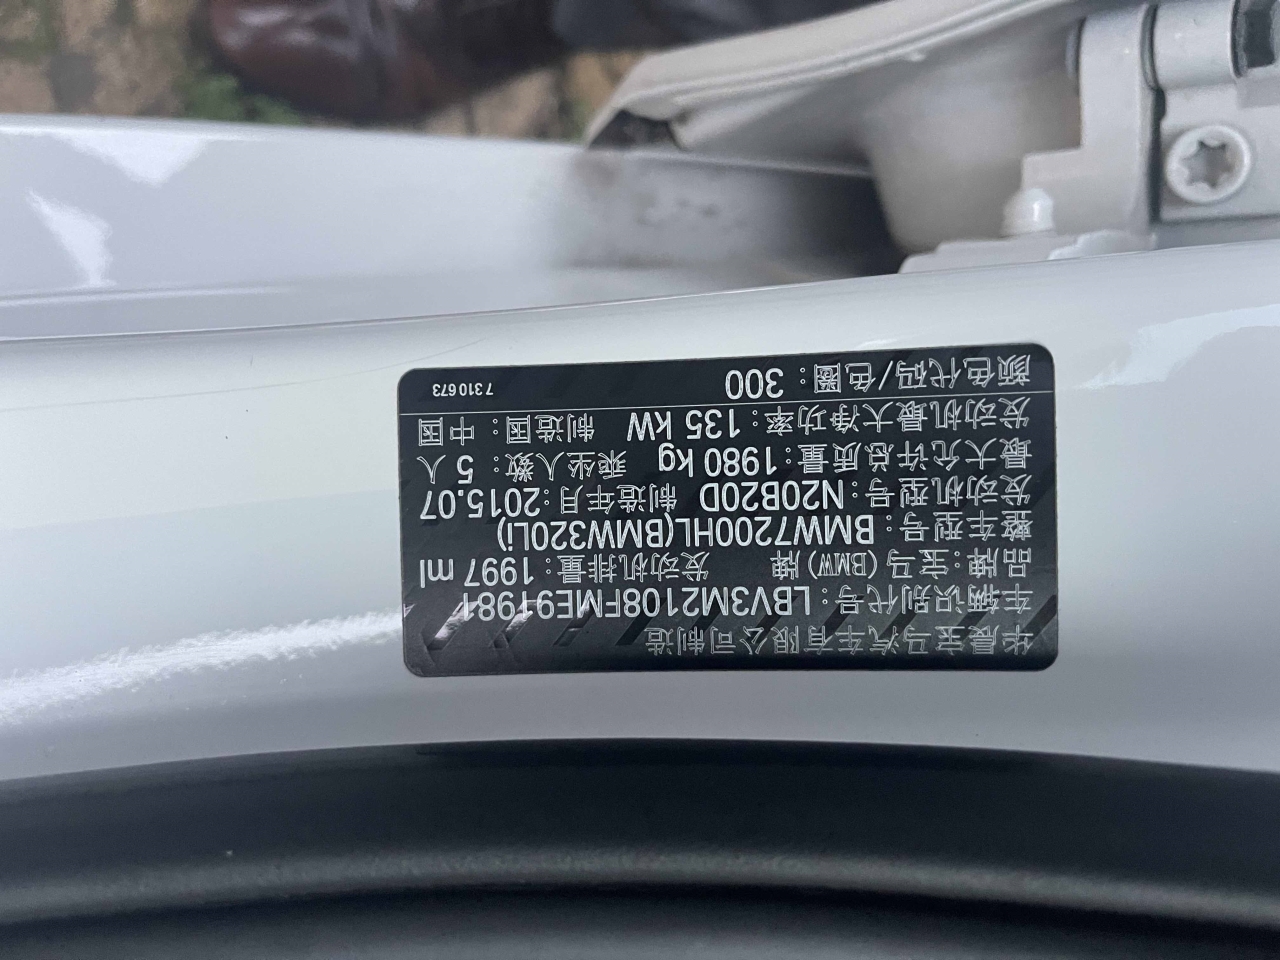 华晨宝马汽车有限公司制造
车辆识别代号：LBV3M2108FME91981
品牌：宝马(BMW)牌 发动机排量：1997 ml
整车型号：BMW7200HL(BMW320Li)
发动机型号：N20B20D 制造年月：2015.07
最大允许总质量：1980 kg 乘坐人数：5 人
发动机最大净功率：135 kW 制造国：中国
颜色代码/色圈：300 7310673